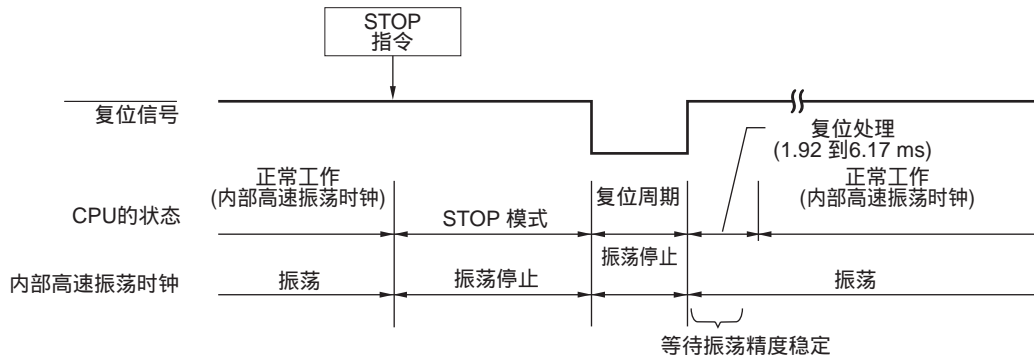 STOP
指令
复位信号
复位处理
(1.92 到6.17 ms)
正常工作
(内部高速振荡时钟)
复位周期
正常工作
(内部高速振荡时钟)
CPU的状态
STOP 模式
振荡停止
内部高速振荡时钟
振荡
振荡停止
振荡
等待振荡精度稳定